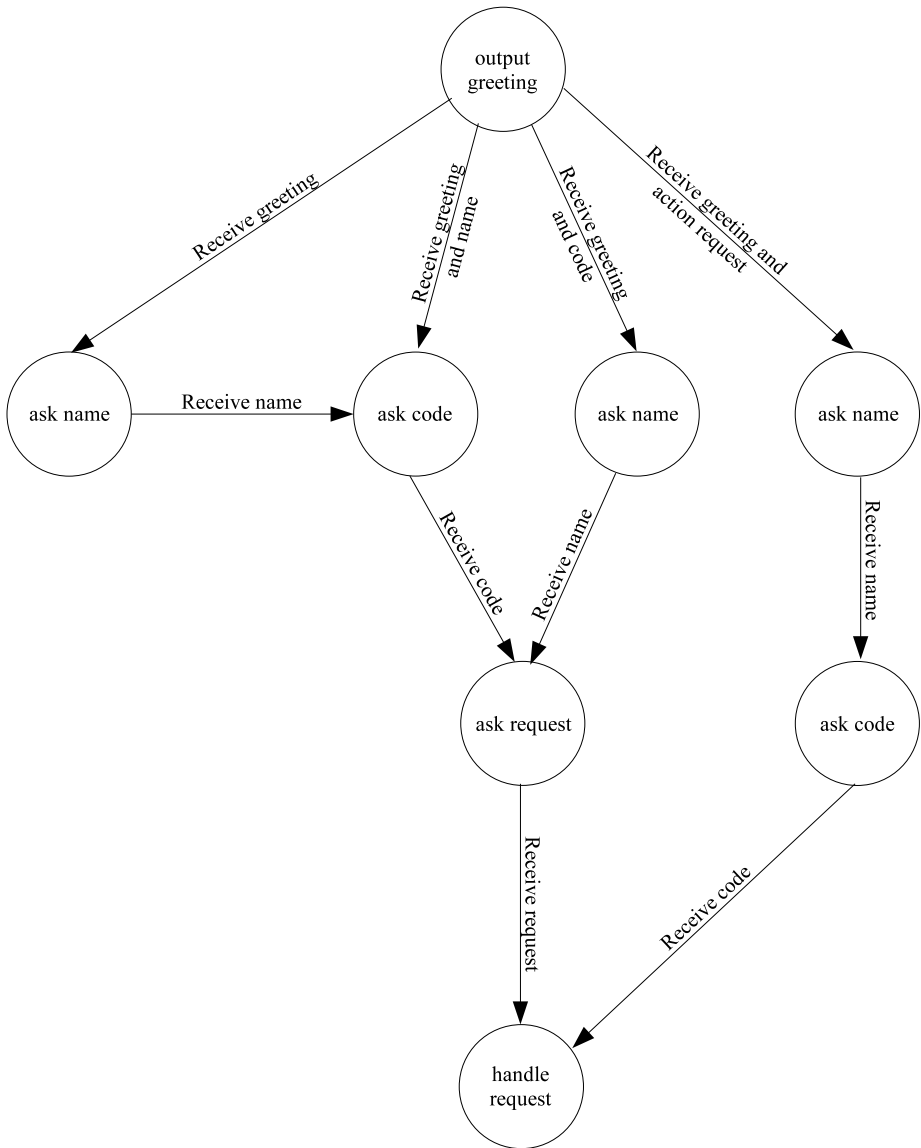 output
greeting
Receive greeting
Receive greeting
and name
Receive greeting
and code
Receive greeting and
action request
ask name
Receive name
ask code
ask name
ask name
Receive code
Receive name
Receive name
ask request
ask code
Receive request
Receive code
handle
request